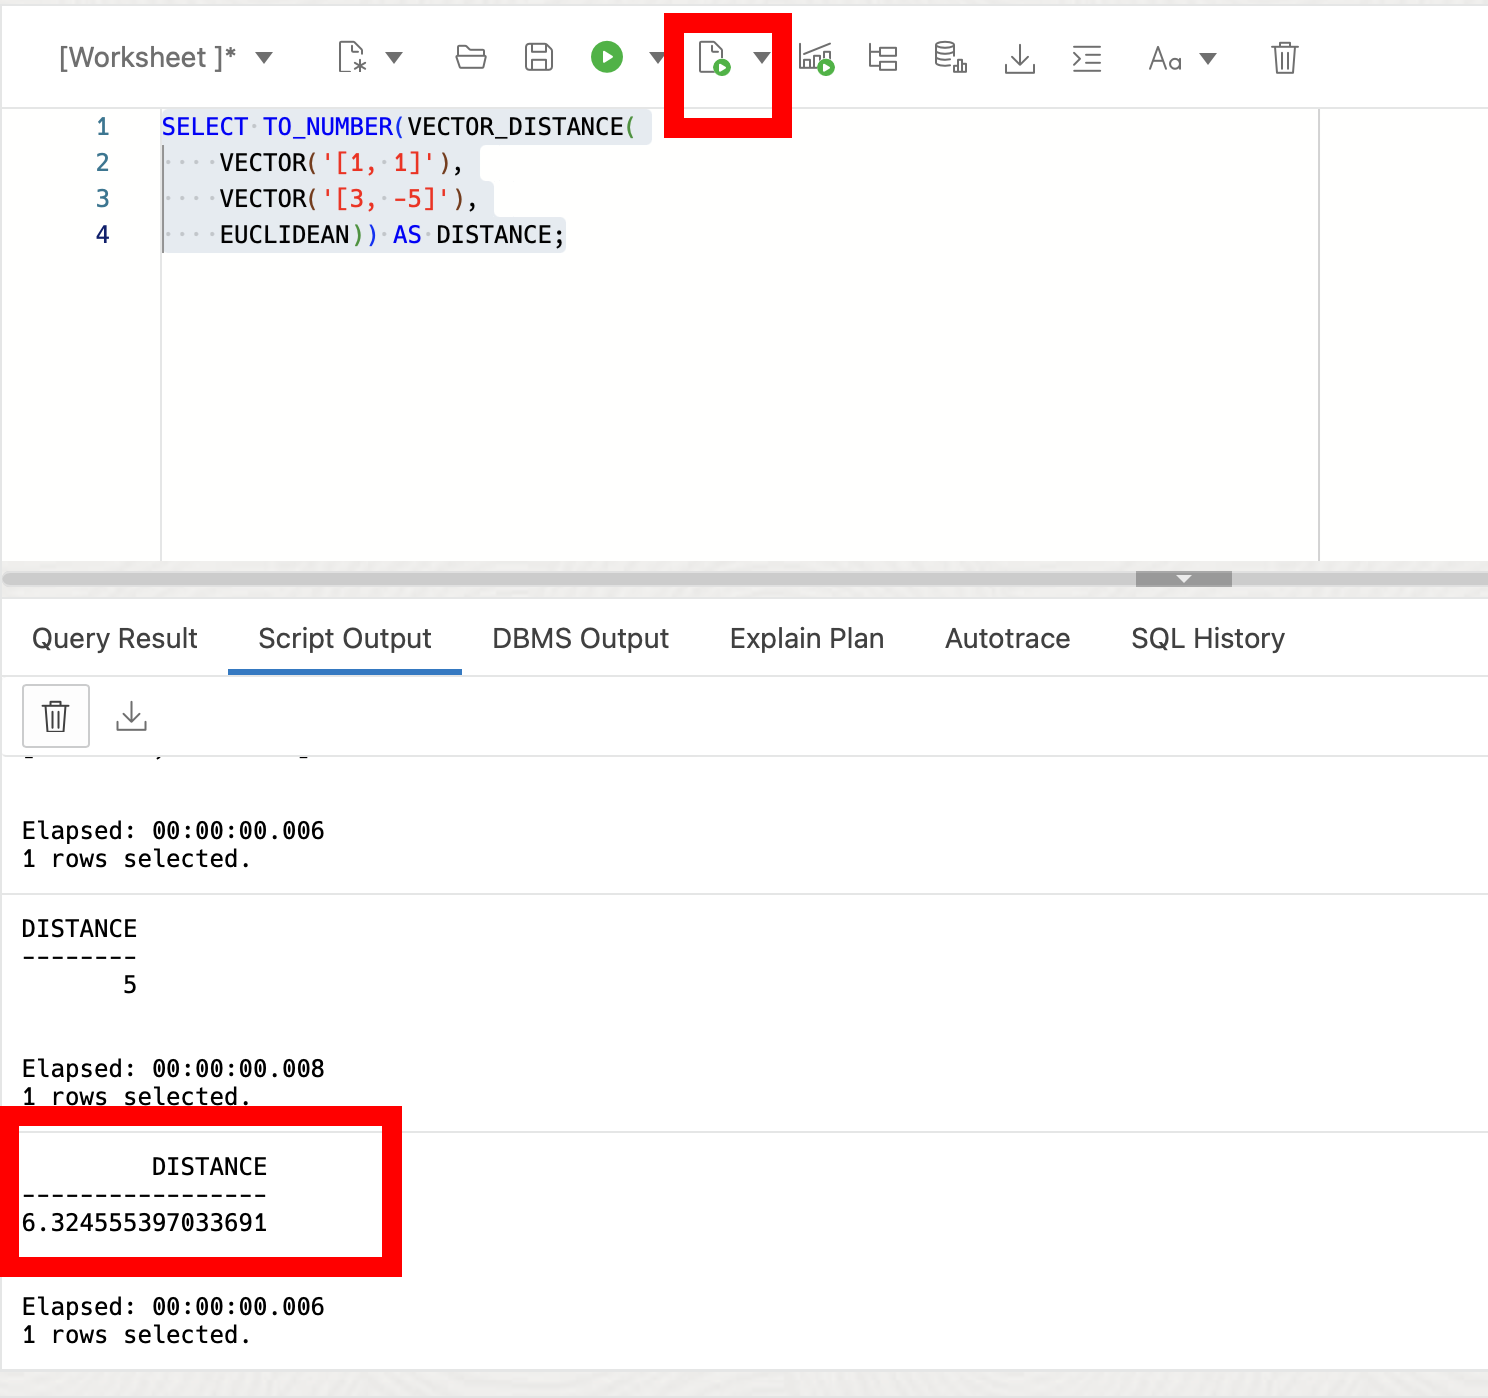 [Worksheet ]*
Aa
1 SELECT TO_NUMBER(VECTOR_DISTANCE(
2 VECTOR('[1, 1]'),
3 VECTOR('[3, -5]'),
4 EUCLIDEAN)) AS DISTANCE;
Query Result Script Output DBMS Output Explain Plan Autotrace SQL History
Elapsed: 00:00:00.006
1 rows selected.
DISTANCE
--------
5
Elapsed: 00:00:00.008
1 rows selected.
DISTANCE
-----------------
6.324555397033691
Elapsed: 00:00:00.006
1 rows selected.